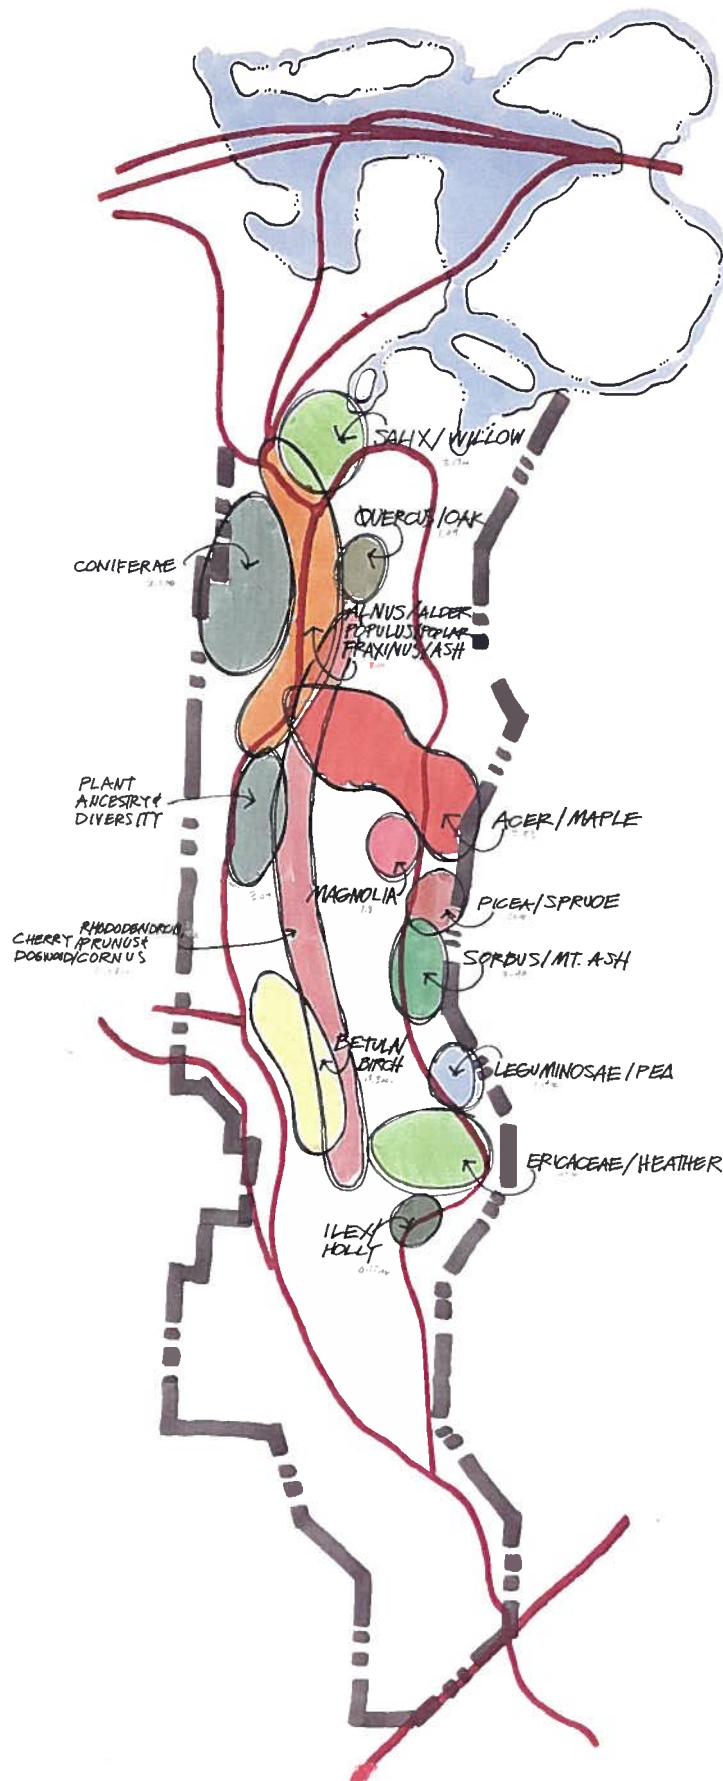 SALIX/WILLOW
QUERCUS/OAK
CONIFERAE
ALNUS/ALDER
POPULUS/POPLAR
FRAXINUS/ASH
PLANT
ANCESTRY &
DIVERSITY
ACER/MAPLE
MAGNOLIA
PICEA/SPRUCE
RHODODENDRON
CHERRY/PRUNUS &
DOGWOOD/CORNUS
SORBUS/MT. ASH
BETULA/
BIRCH
LEGUMINOSAE/PEA
ERICACEAE/HEATHER
ILEX/
HOLLY